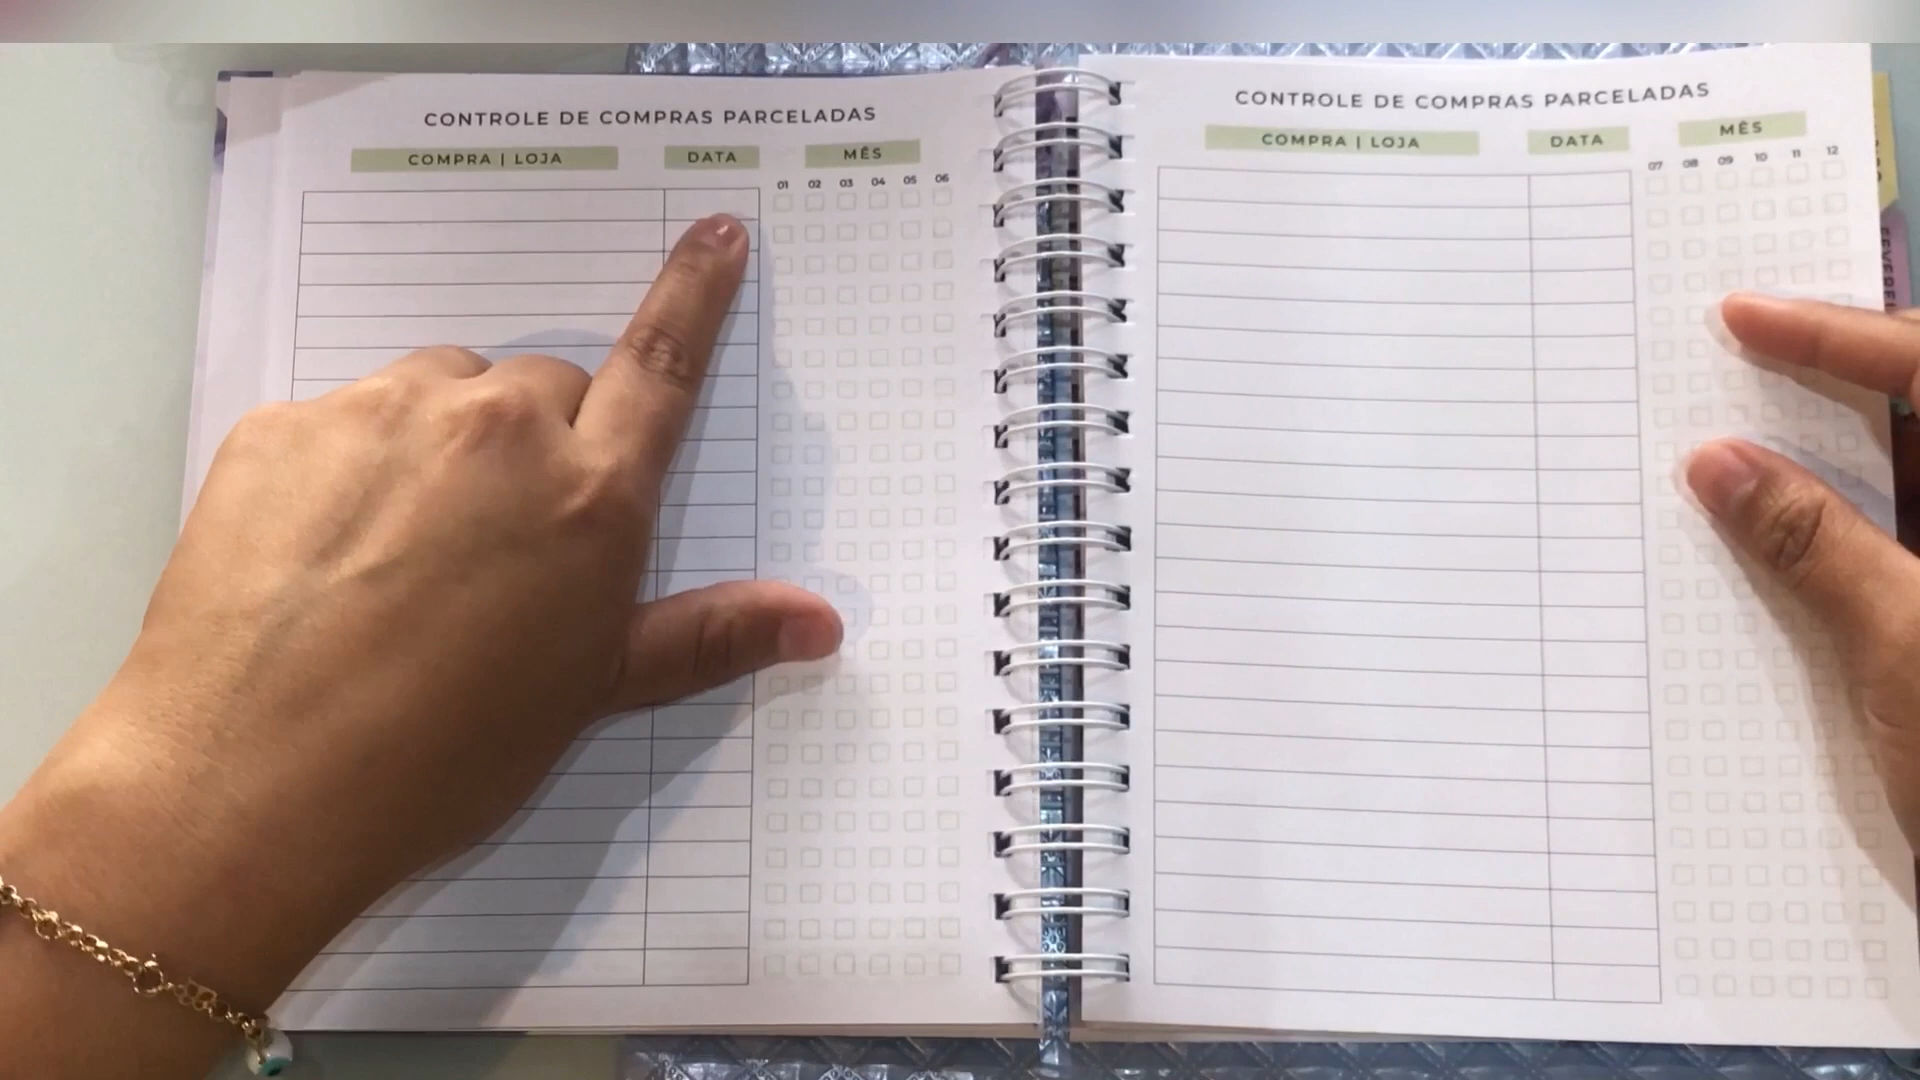 CONTROLE DE COMPRAS PARCELADAS
COMPRA | LOJA DATA MÊS
01 02 03 04 05 06
CONTROLE DE COMPRAS PARCELADAS
COMPRA | LOJA DATA MÊS
07 08 09 10 11 12